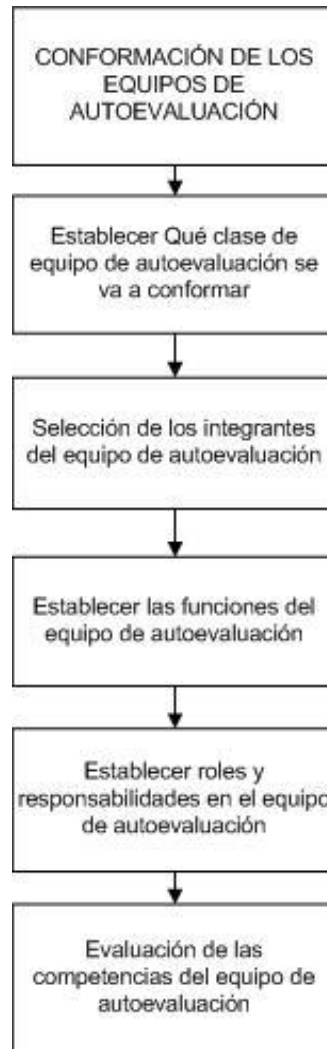 CONFORMACIÓN DE LOS
EQUIPOS DE
AUTOEVALUACIÓN
Establecer Qué clase de
equipo de autoevaluación se
va a conformar
Selección de los integrantes
del equipo de autoevaluación
Establecer las funciones del
equipo de autoevaluación
Establecer roles y
responsabilidades en el equipo
de autoevaluación
Evaluación de las
competencias del equipo de
autoevaluación